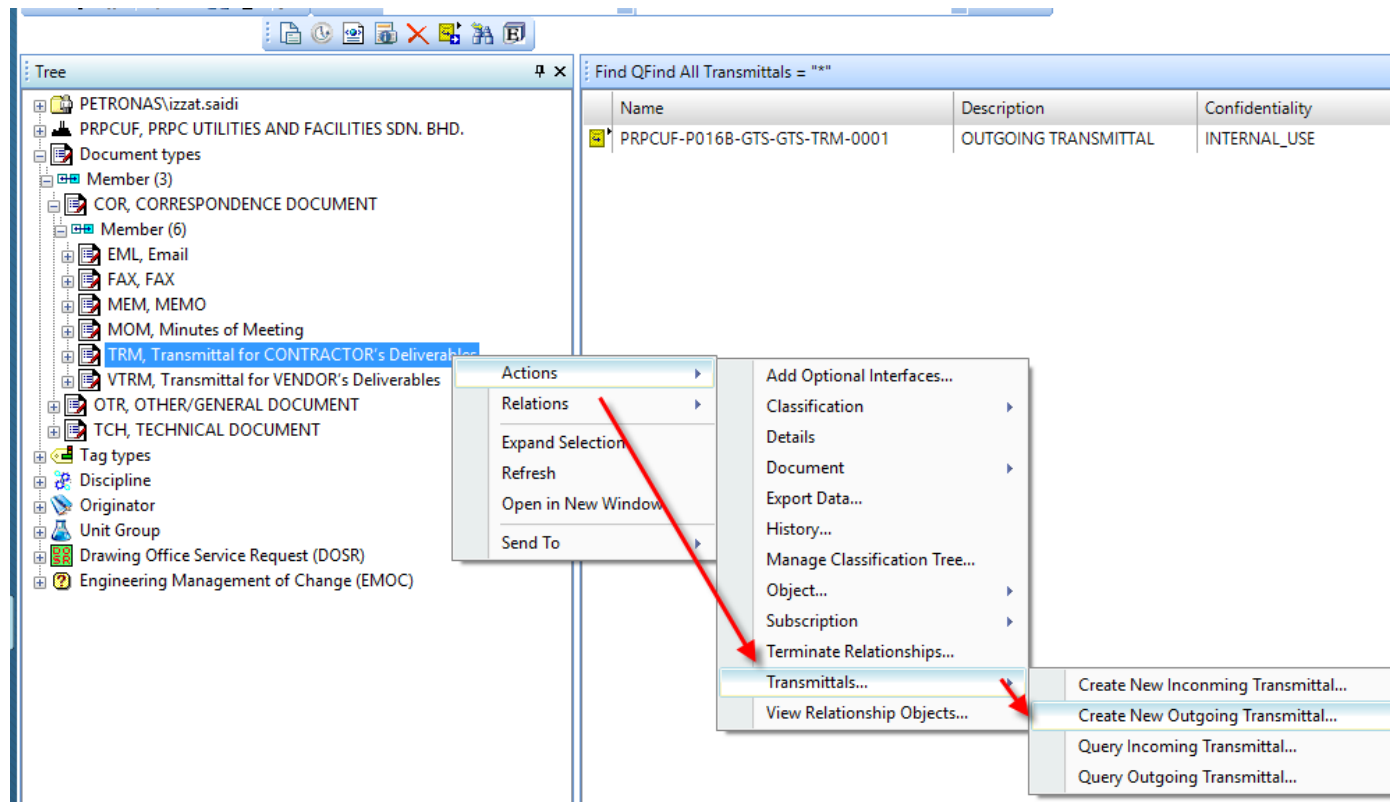 Tree
PETRONAS\izzat.saidi
PRPCUF, PRPC UTILITIES AND FACILITIES SDN. BHD.
Document types
Member (3)
COR, CORRESPONDENCE DOCUMENT
Member (6)
EML, Email
FAX, FAX
MEM, MEMO
MOM, Minutes of Meeting
TRM, Transmittal for CONTRACTOR's Deliverables
VTRM, Transmittal for VENDOR's Deliverables
OTR, OTHER/GENERAL DOCUMENT
TCH, TECHNICAL DOCUMENT
Tag types
Discipline
Originator
Unit Group
Drawing Office Service Request (DOSR)
Engineering Management of Change (EMOC)
Find QFind All Transmittals = "*"
Name Description Confidentiality
PRPCUF-P016B-GTS-GTS-TRM-0001 OUTGOING TRANSMITTAL INTERNAL_USE
Actions
Relations
Expand Selection
Refresh
Open in New Window
Send To
Add Optional Interfaces...
Classification
Details
Document
Export Data...
History...
Manage Classification Tree...
Object...
Subscription
Terminate Relationships...
Transmittals...
View Relationship Objects...
Create New Inconming Transmittal...
Create New Outgoing Transmittal...
Query Incoming Transmittal...
Query Outgoing Transmittal...